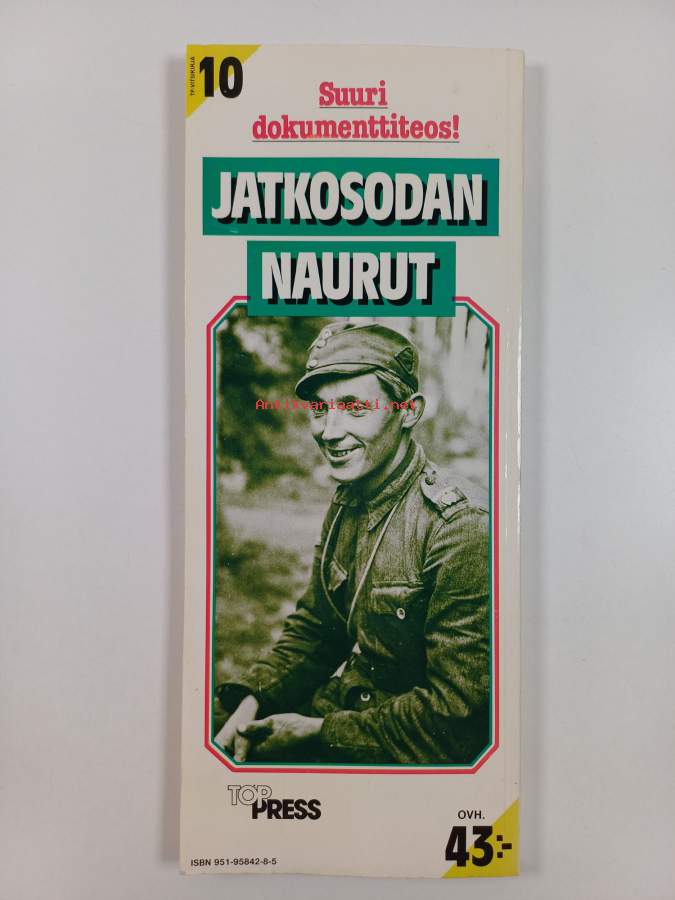 TP-VITSIKIRJA
10
Suuri
dokumenttiteos!
JATKOSODAN
NAURUT
Antikvariaatti.net
TOP
PRESS
OVH.
43:-
ISBN 951-95842-8-5